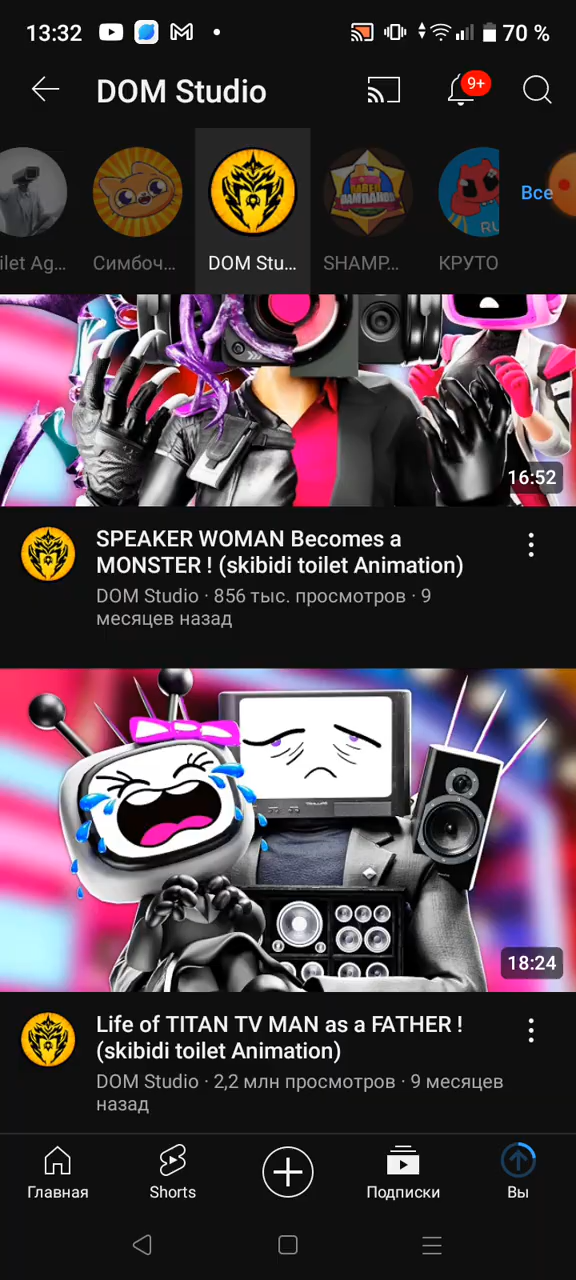 13:32
70 %
DOM Studio
9+
ilet Ag...
Симбоч...
DOM Stu...
SHAMP...
КРУТО
Все
RU
16:52
SPEAKER WOMAN Becomes a
MONSTER ! (skibidi toilet Animation)
DOM Studio · 856 тыс. просмотров · 9
месяцев назад
18:24
Life of TITAN TV MAN as a FATHER !
(skibidi toilet Animation)
DOM Studio · 2,2 млн просмотров · 9 месяцев
назад
Главная
Shorts
Подписки
Вы